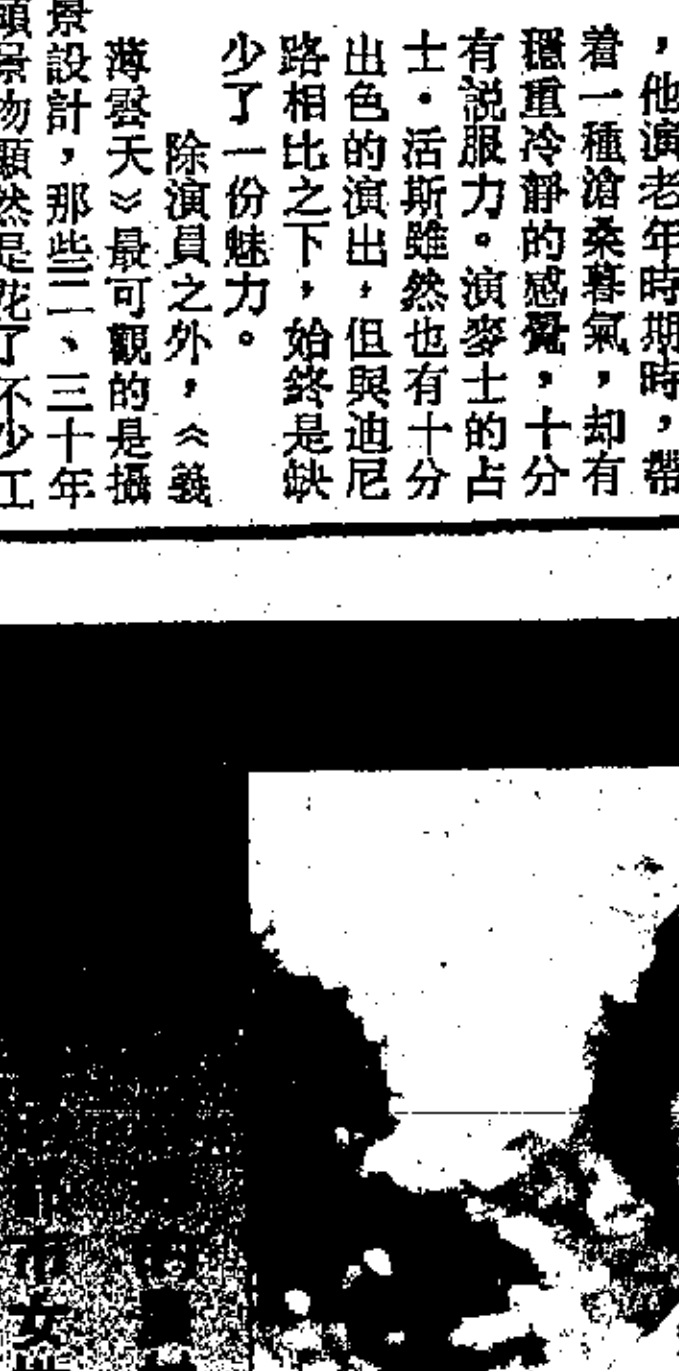 ，他演老年時期時，帶
着一種滄桑暮氣，却有
穩重冷靜的感覺，十分
有説服力。演麥士的占
士·活斯雖然也有十分
出色的演出，但與迪尼
路相比之下，始終是缺
少了一份魅力。
除演員之外，《義
薄雲天》最可觀的是攝
景設計，那些二、三十年
頭景物顯然是花了不少工
的
市女